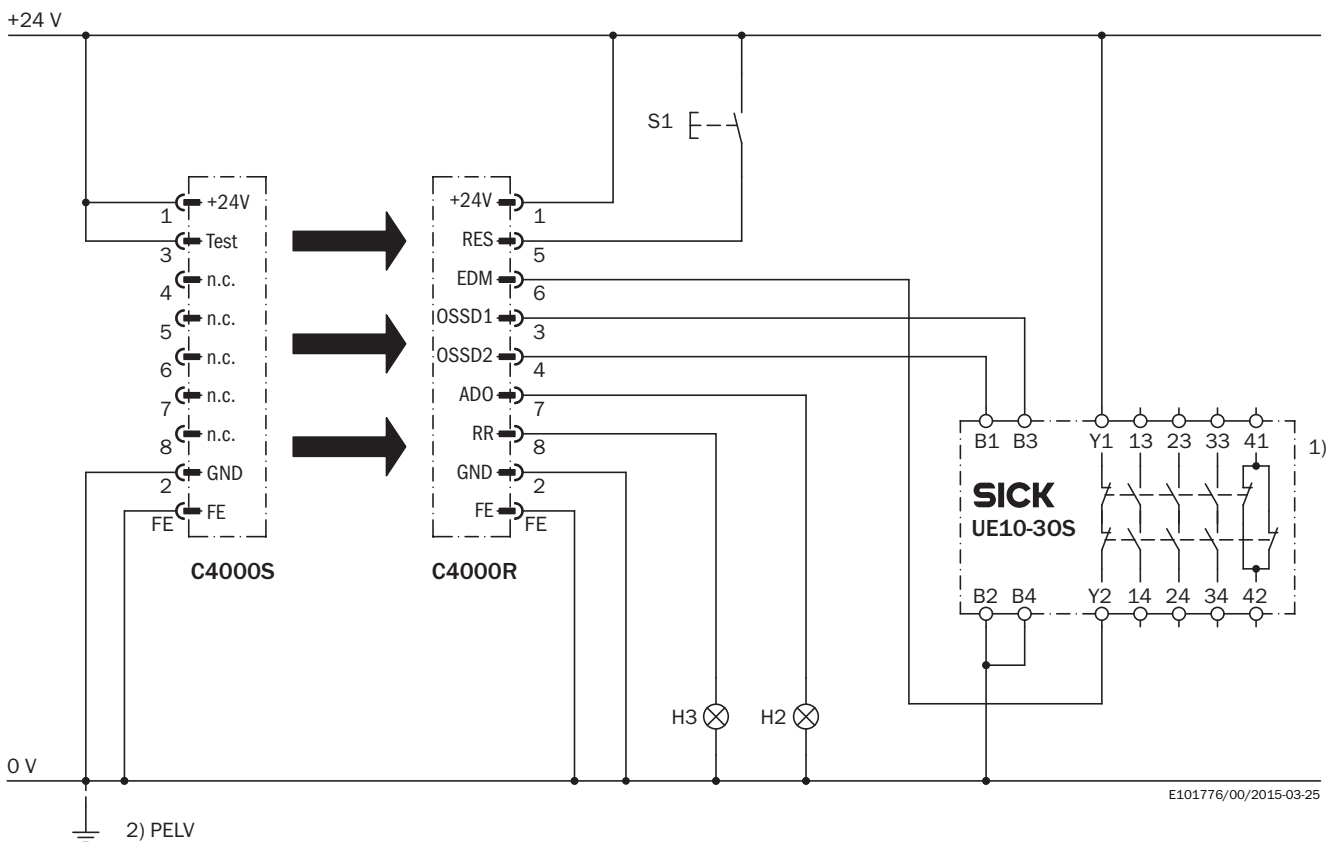 +24 V
S1
+24V
1
Test
3
n.c.
4
n.c.
5
n.c.
6
n.c.
7
n.c.
8
GND
2
FE
FE
C4000S
+24V
1
RES
5
EDM
6
OSSD1
3
OSSD2
4
ADO
7
RR
8
GND
2
FE
FE
C4000R
B1 B3 Y1 13 23 33 41
1)
SICK
UE10-3OS
B2 B4 Y2 14 24 34 42
H3 H2
0 V
E101776/00/2015-03-25
2) PELV